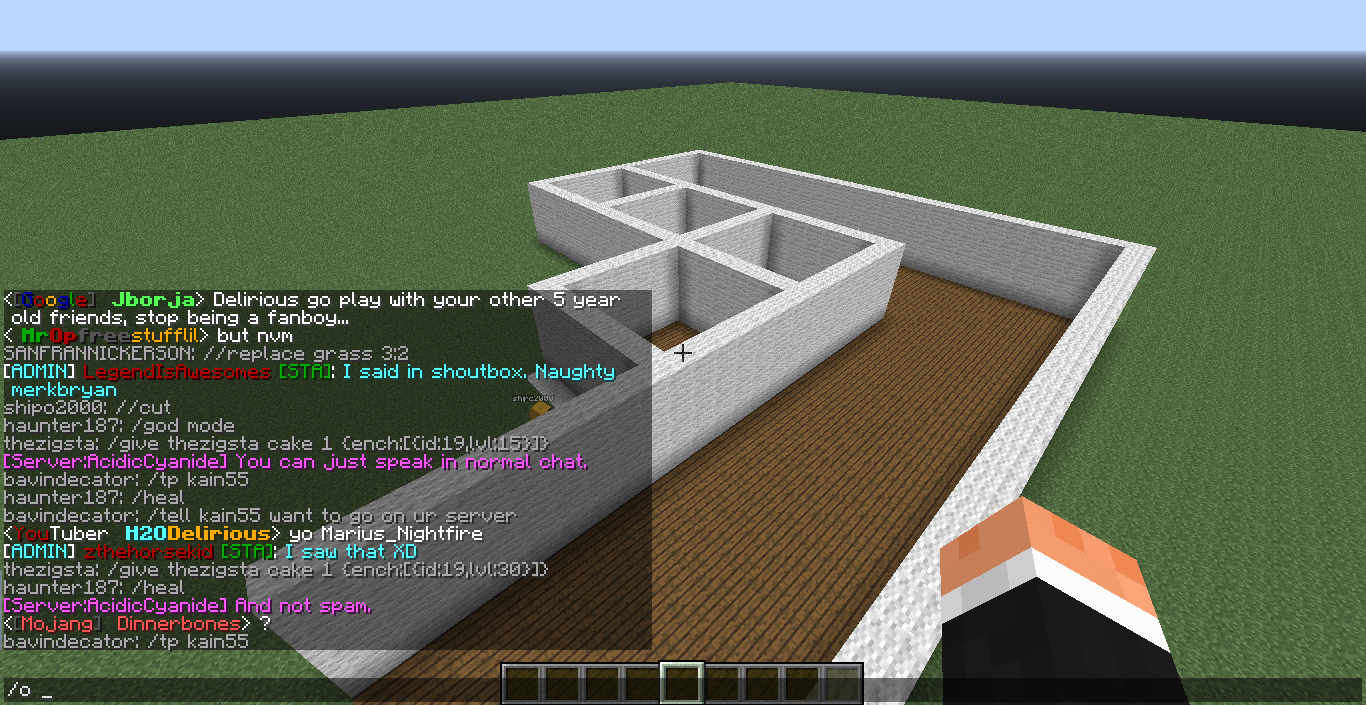 <[Google] Jborja> Delirious go play with your other 5 year
old friends, stop being a fanboy...
< MrOpfreestufflil> but nvm
SANFRANNICKERSON: //replace grass 3:2
[ADMIN] LegendIsAwesomes [STA]: I said in shoutbox. Naughty
merkbryan
shipo2000: //cut
haunter187: /god mode
thezigsta: /give thezigsta cake 1 {ench:[{id:19,lvl:15}]}
[Server:AcidicCyanide] You can just speak in normal chat.
bavindecator: /tp kain55
haunter187: /heal
bavindecator: /tell kain55 want to go on ur server
<YouTuber H2ODelirious> yo Marius_Nightfire
[ADMIN] zthehorsekid [STA]: I saw that XD
thezigsta: /give thezigsta cake 1 {ench:[{id:19,lvl:30}]}
haunter187: /heal
[Server:AcidicCyanide] And not spam.
<[Mojang] Dinnerbones> ?
bavindecator: /tp kain55
/o _
shipo2000